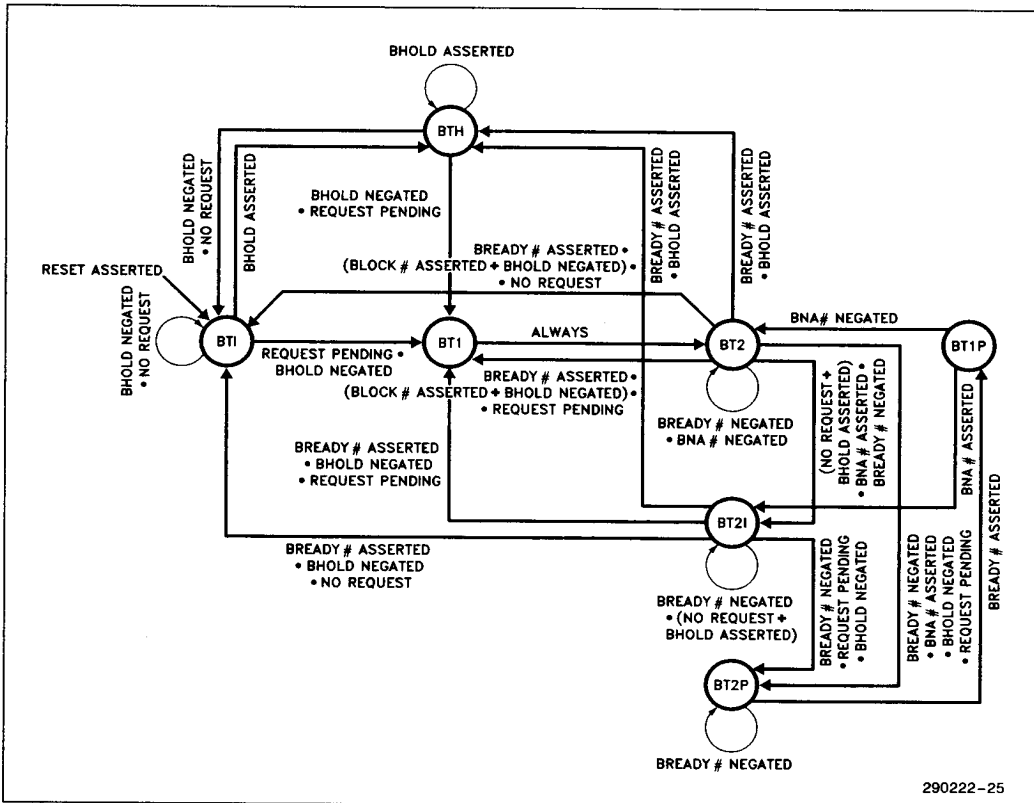 BHOLD ASSERTED
BTH
BHOLD NEGATED
• NO REQUEST
BHOLD ASSERTED
BHOLD NEGATED
• REQUEST PENDING
BREADY# ASSERTED
• BHOLD ASSERTED
BREADY# ASSERTED
• BHOLD ASSERTED
RESET ASSERTED
BREADY# ASSERTED •
(BLOCK# ASSERTED + BHOLD NEGATED) •
• NO REQUEST
BHOLD NEGATED
• NO REQUEST
BTI
REQUEST PENDING •
BHOLD NEGATED
BT1
ALWAYS
BT2
BNA# NEGATED
BT1P
BREADY# ASSERTED •
(BLOCK# ASSERTED + BHOLD NEGATED) •
• REQUEST PENDING
BREADY# NEGATED
• BNA# NEGATED
(NO REQUEST +
BHOLD ASSERTED)
• BNA# ASSERTED •
BREADY# NEGATED
BNA# ASSERTED
BREADY# ASSERTED
• BHOLD NEGATED
• REQUEST PENDING
BT2I
BREADY# ASSERTED
• BHOLD NEGATED
• NO REQUEST
BREADY# NEGATED
• (NO REQUEST +
BHOLD ASSERTED)
BREADY# NEGATED
• REQUEST PENDING
• BHOLD NEGATED
BREADY# NEGATED
• BNA# ASSERTED
• BHOLD NEGATED
• REQUEST PENDING
BREADY# ASSERTED
BT2P
BREADY# NEGATED
290222-25